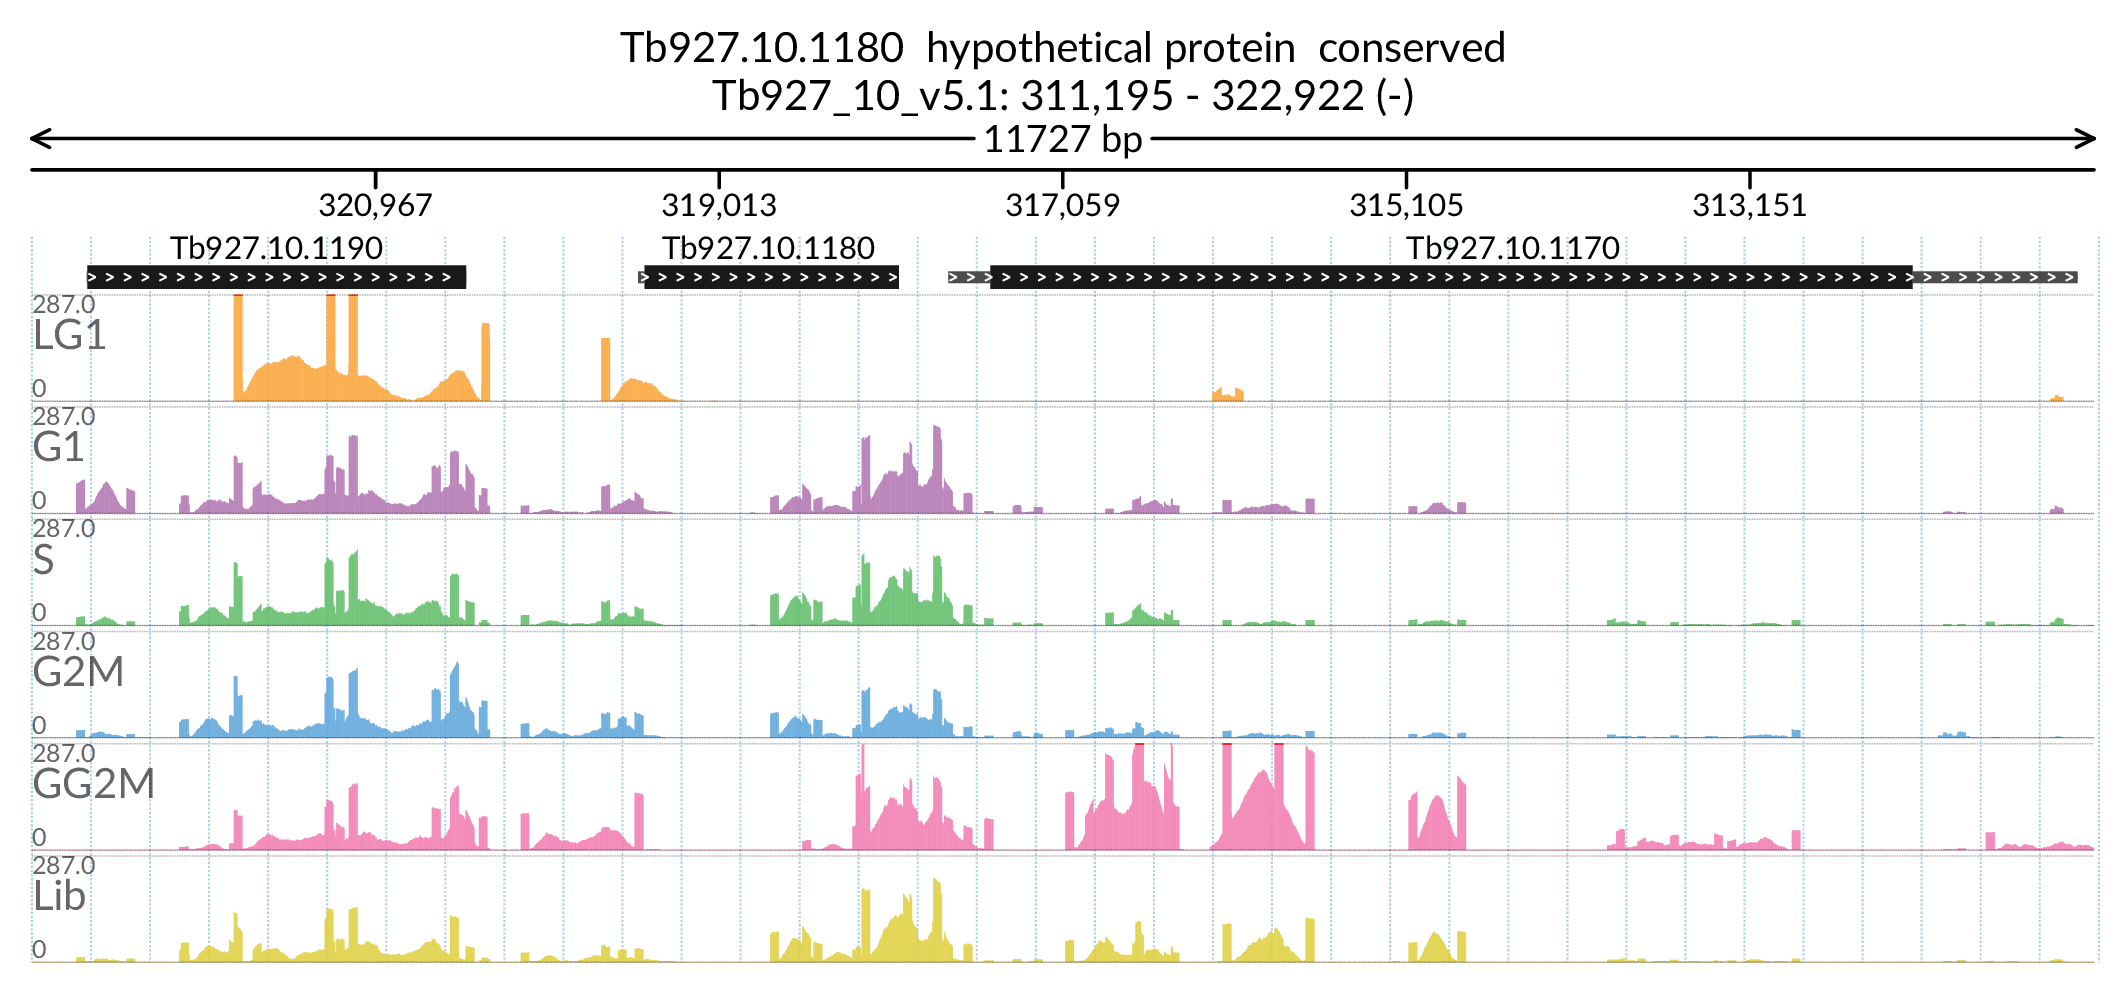 Tb927.10.1180  hypothetical protein  conserved
Tb927_10_v5.1: 311,195 - 322,922 (-)
11727 bp
320,967 319,013 317,059 315,105 313,151
Tb927.10.1190 Tb927.10.1180 Tb927.10.1170
287.0
LG1
0
287.0
G1
0
287.0
S
0
287.0
G2M
0
287.0
GG2M
0
287.0
Lib
0